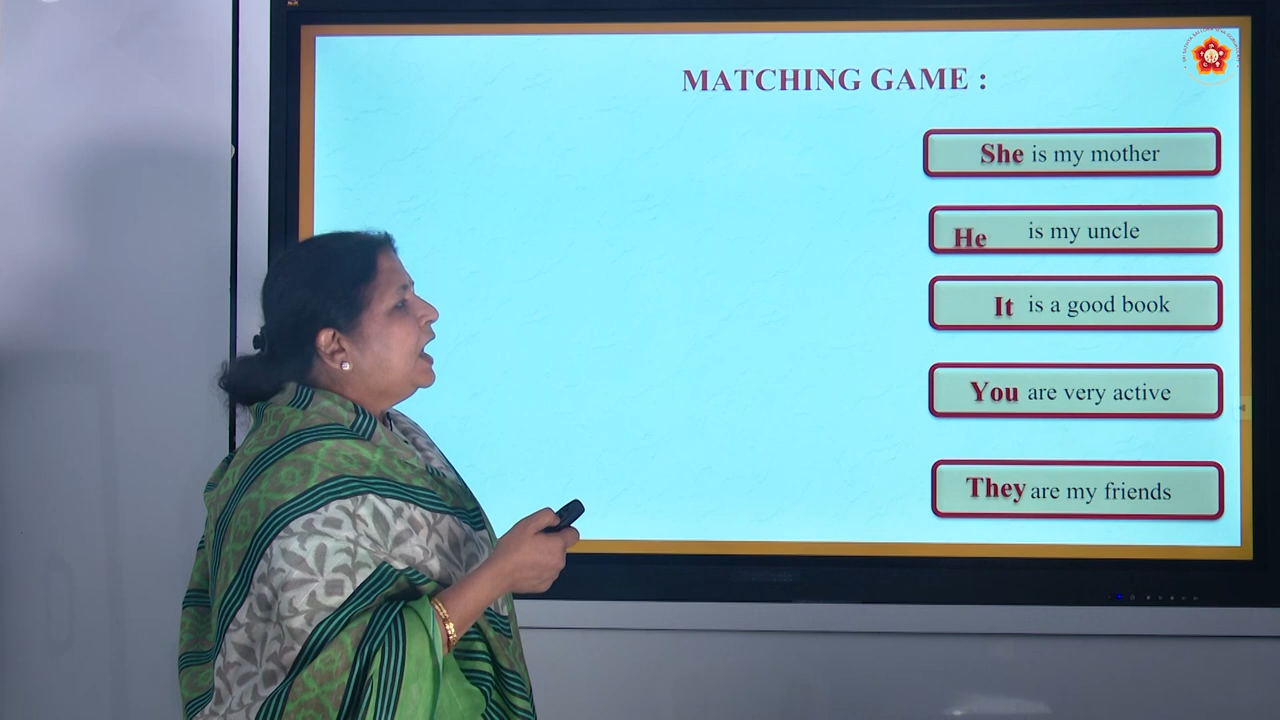 MATCHING GAME :
She is my mother
He is my uncle
It is a good book
You are very active
They are my friends